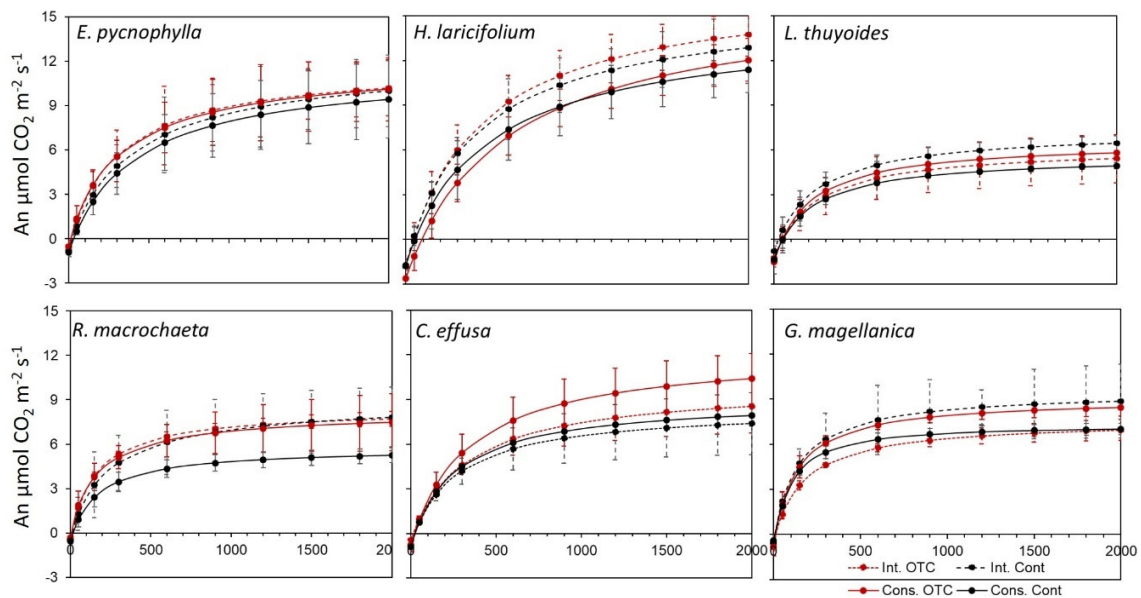 E. pycnophylla
H. laricifolium
L. thuyoides
An µmol CO₂ m⁻² s⁻¹
15
12
9
6
3
0
-3
R. macrochaeta
C. effusa
G. magellanica
An µmol CO₂ m⁻² s⁻¹
15
12
9
6
3
0
-3
0 500 1000 1500 20
0 500 1000 1500 2000
0 500 1000 1500 2000
Int. OTC Int. Cont
Cons. OTC Cons. Cont